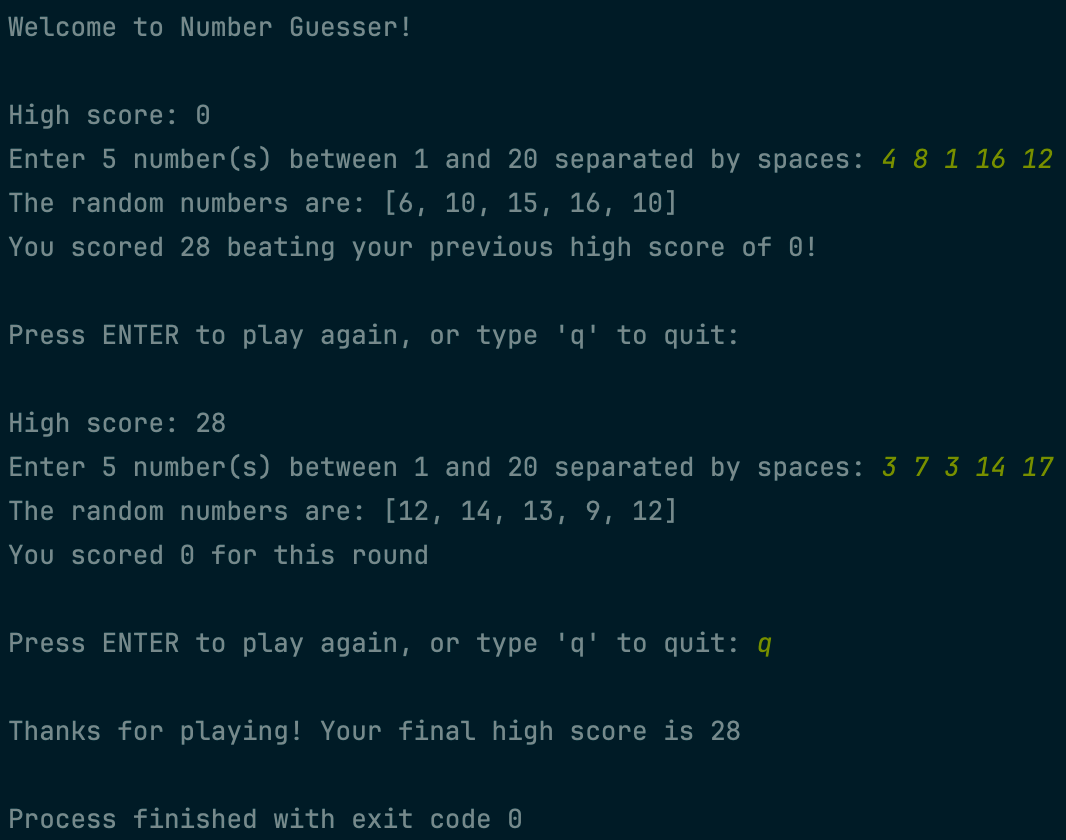 Welcome to Number Guesser!
High score: 0
Enter 5 number(s) between 1 and 20 separated by spaces: 4 8 1 16 12
The random numbers are: [6, 10, 15, 16, 10]
You scored 28 beating your previous high score of 0!
Press ENTER to play again, or type 'q' to quit:
High score: 28
Enter 5 number(s) between 1 and 20 separated by spaces: 3 7 3 14 17
The random numbers are: [12, 14, 13, 9, 12]
You scored 0 for this round
Press ENTER to play again, or type 'q' to quit: q
Thanks for playing! Your final high score is 28
Process finished with exit code 0